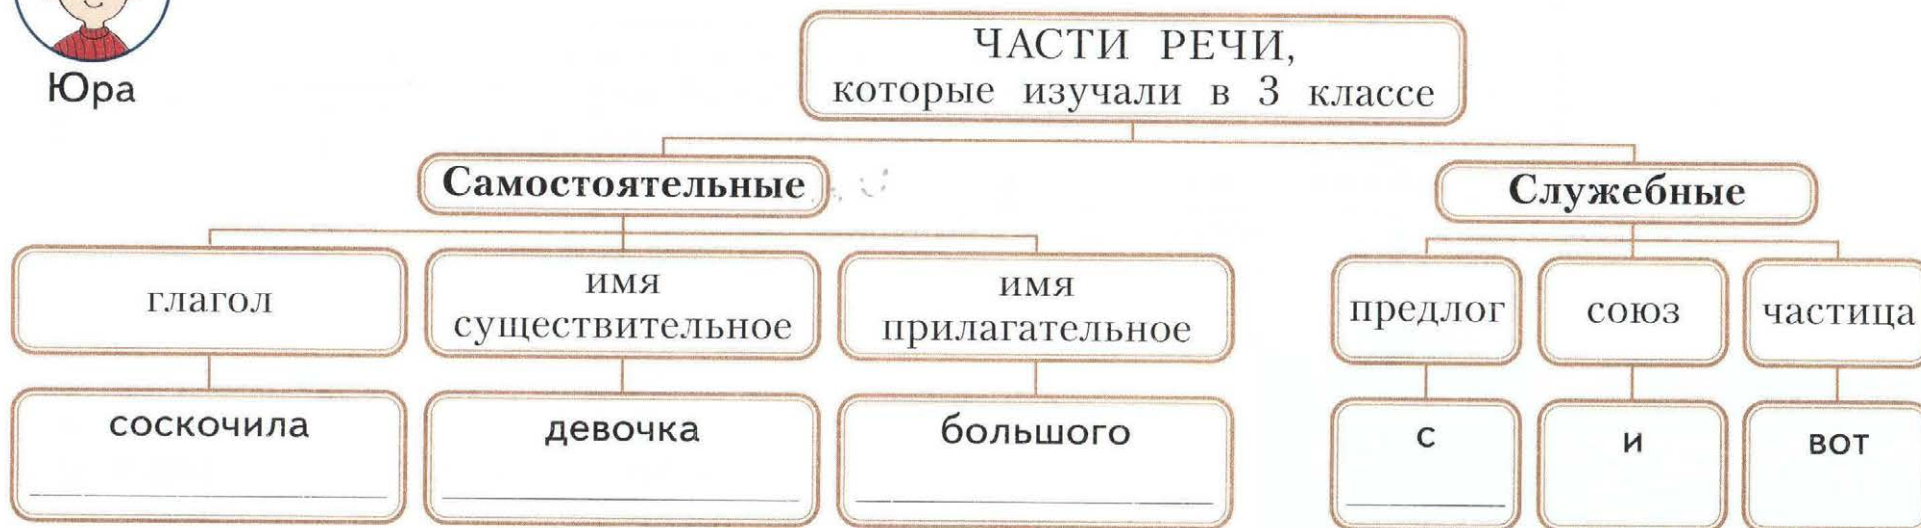 Юра
ЧАСТИ РЕЧИ,
которые изучали в 3 классе
Самостоятельные
Служебные
глагол
имя
существительное
имя
прилагательное
предлог
союз
частица
соскочила
девочка
большого
с
и
вот